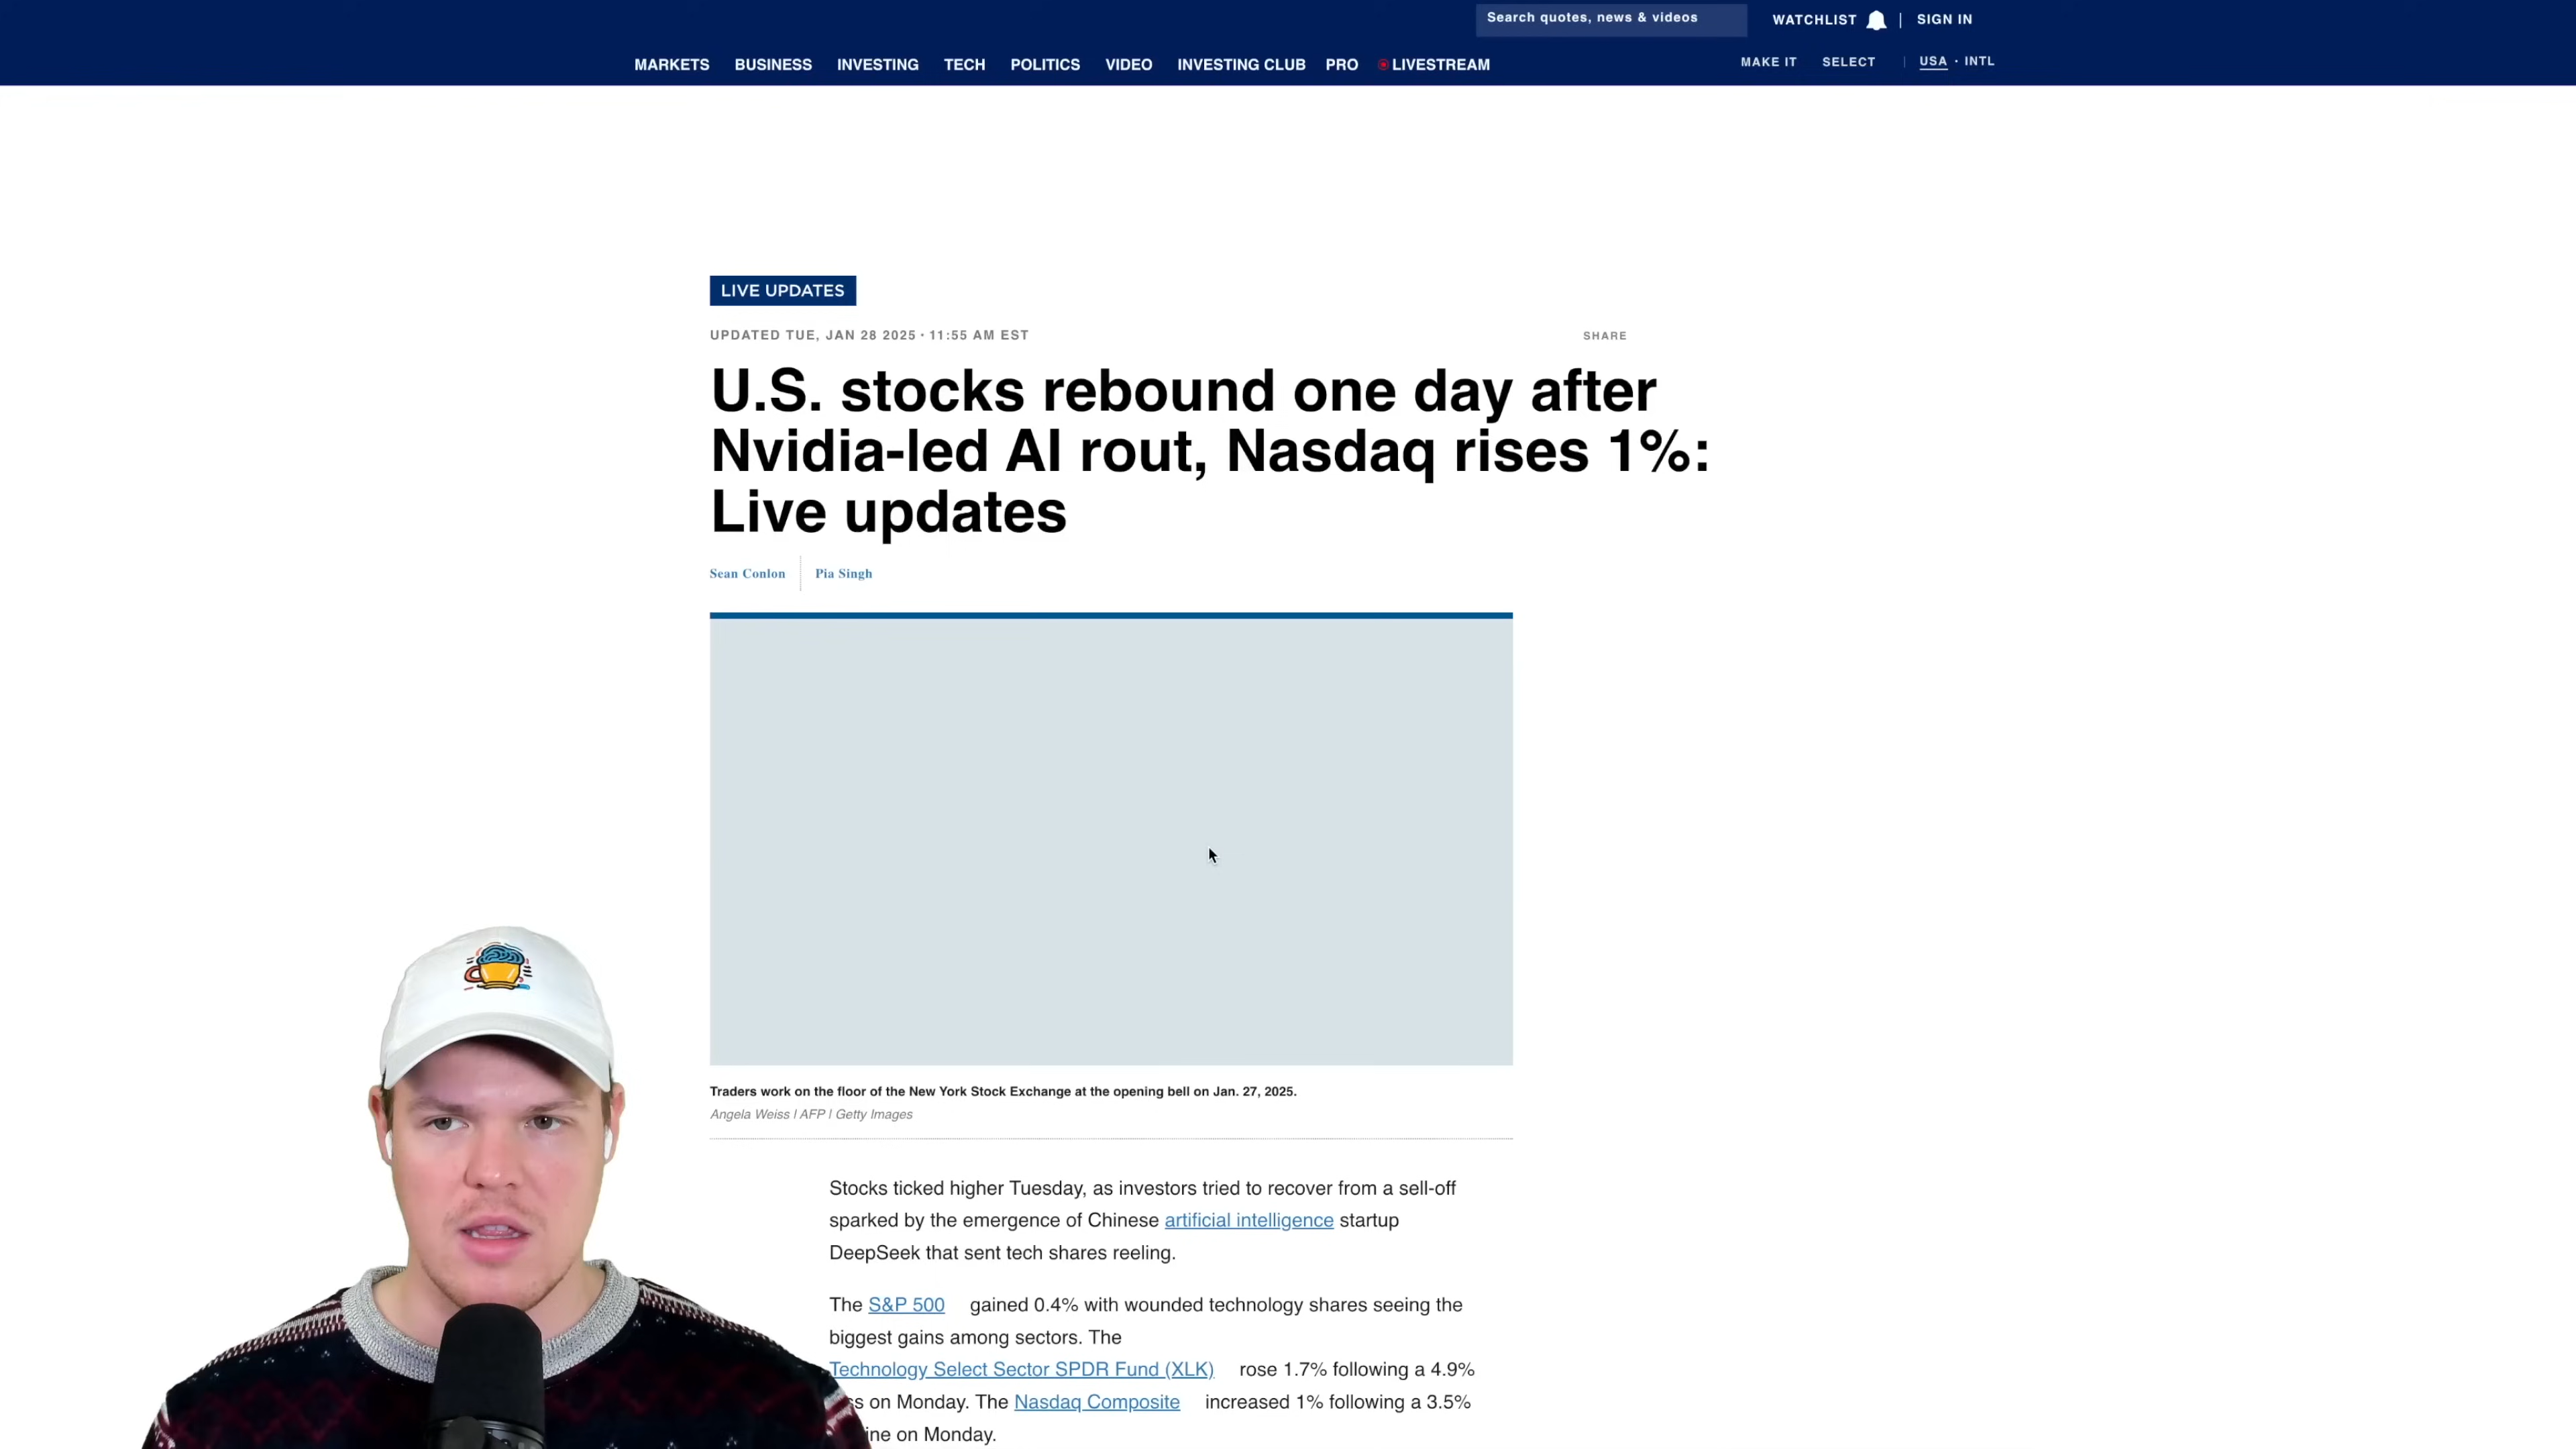 Search quotes, news & videos
WATCHLIST
SIGN IN
MARKETS BUSINESS INVESTING TECH POLITICS VIDEO INVESTING CLUB PRO LIVESTREAM
MAKE IT SELECT USA · INTL
LIVE UPDATES
UPDATED TUE, JAN 28 2025 · 11:55 AM EST
SHARE
U.S. stocks rebound one day after
Nvidia-led AI rout, Nasdaq rises 1%:
Live updates
Sean Conlon
Pia Singh
Traders work on the floor of the New York Stock Exchange at the opening bell on Jan. 27, 2025.
Angela Weiss | AFP | Getty Images
Stocks ticked higher Tuesday, as investors tried to recover from a sell-off
sparked by the emergence of Chinese artificial intelligence startup
DeepSeek that sent tech shares reeling.
The S&P 500 gained 0.4% with wounded technology shares seeing the
biggest gains among sectors. The
Technology Select Sector SPDR Fund (XLK) rose 1.7% following a 4.9%
on Monday. The Nasdaq Composite increased 1% following a 3.5%
on Monday.